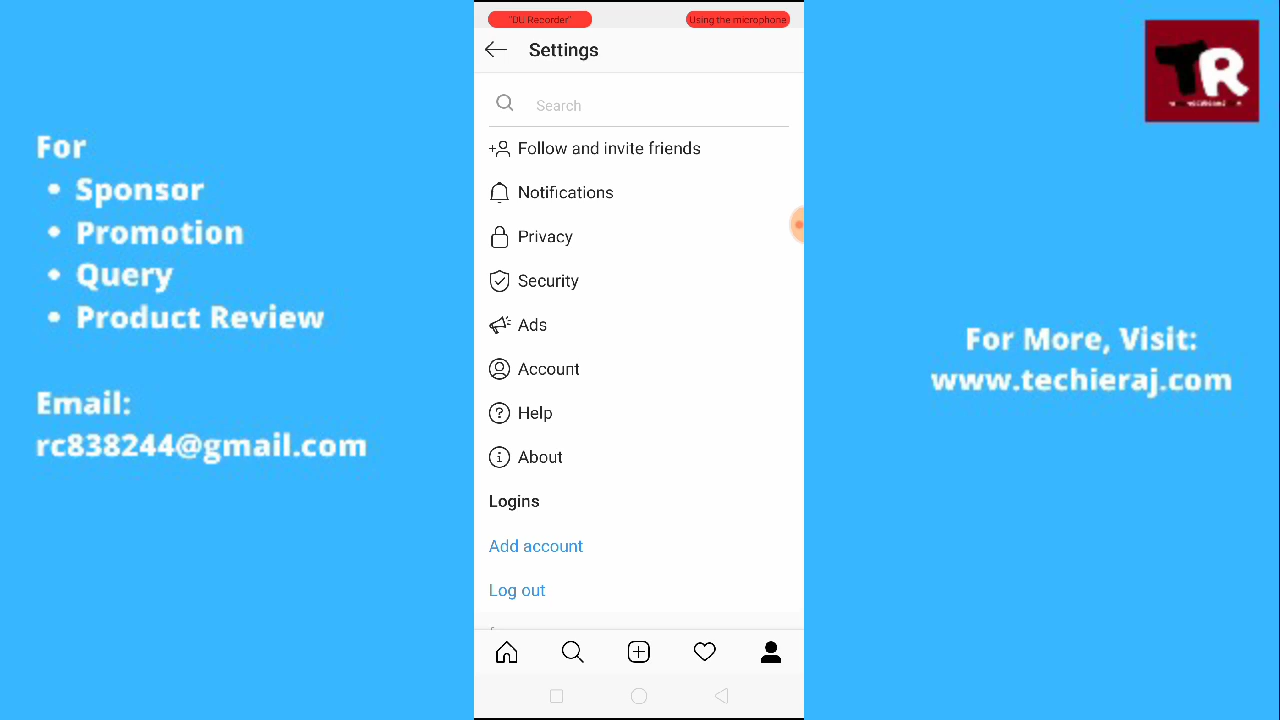 "DU Recorder"
Using the microphone
Settings
Search
Follow and invite friends
Notifications
Privacy
Security
Ads
Account
Help
About
Logins
Add account
Log out
For
• Sponsor
• Promotion
• Query
• Product Review
Email:
rc838244@gmail.com
TR
For More, Visit:
www.techieraj.com